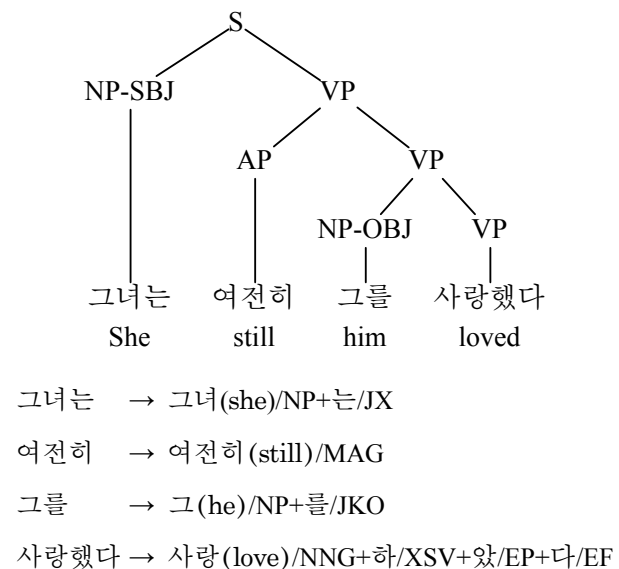 S
NP-SBJ VP
AP VP
NP-OBJ VP
그녀는 여전히 그를 사랑했다
She still him loved
그녀는 → 그녀(she)/NP+는/JX
여전히 → 여전히(still)/MAG
그를 → 그(he)/NP+를/JKO
사랑했다 → 사랑(love)/NNG+하/XSV+았/EP+다/EF